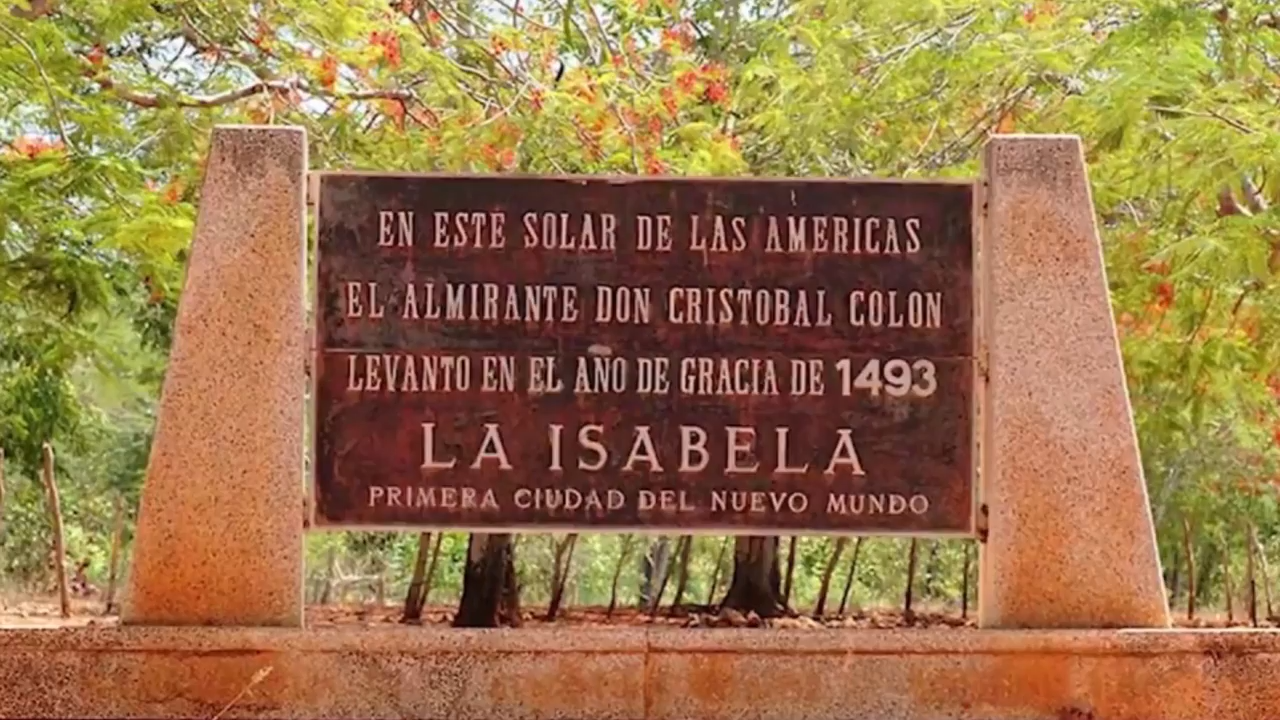 EN ESTE SOLAR DE LAS AMERICAS
EL ALMIRANTE DON CRISTOBAL COLON
LEVANTO EN EL AÑO DE GRACIA DE 1493
LA ISABELA
PRIMERA CIUDAD DEL NUEVO MUNDO